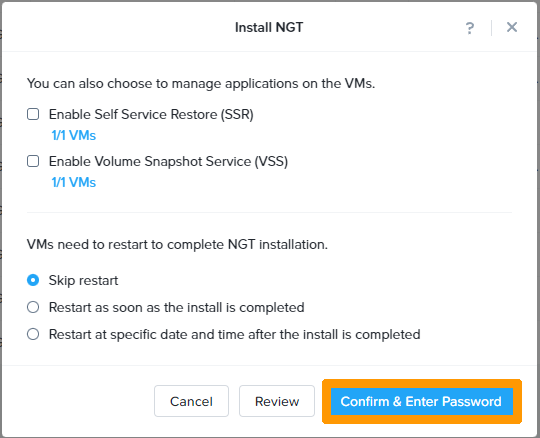 Install NGT
?
You can also choose to manage applications on the VMs.
Enable Self Service Restore (SSR)
1/1 VMs
Enable Volume Snapshot Service (VSS)
1/1 VMs
VMs need to restart to complete NGT installation.
Skip restart
Restart as soon as the install is completed
Restart at specific date and time after the install is completed
Cancel
Review
Confirm & Enter Password